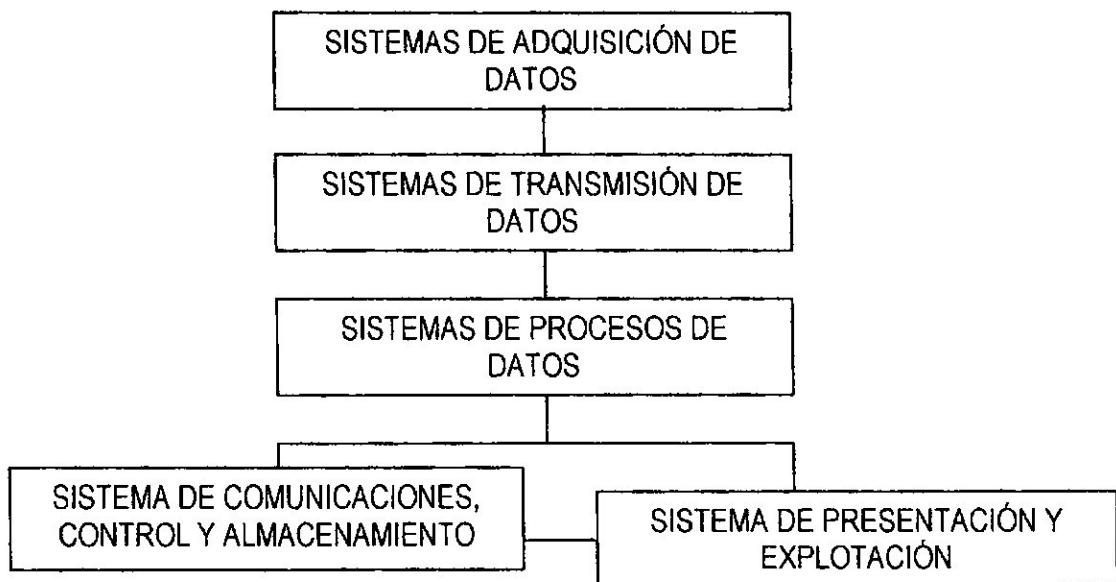 SISTEMAS DE ADQUISICIÓN DE
DATOS
SISTEMAS DE TRANSMISIÓN DE
DATOS
SISTEMAS DE PROCESOS DE
DATOS
SISTEMA DE COMUNICACIONES,
CONTROL Y ALMACENAMIENTO
SISTEMA DE PRESENTACIÓN Y
EXPLOTACIÓN